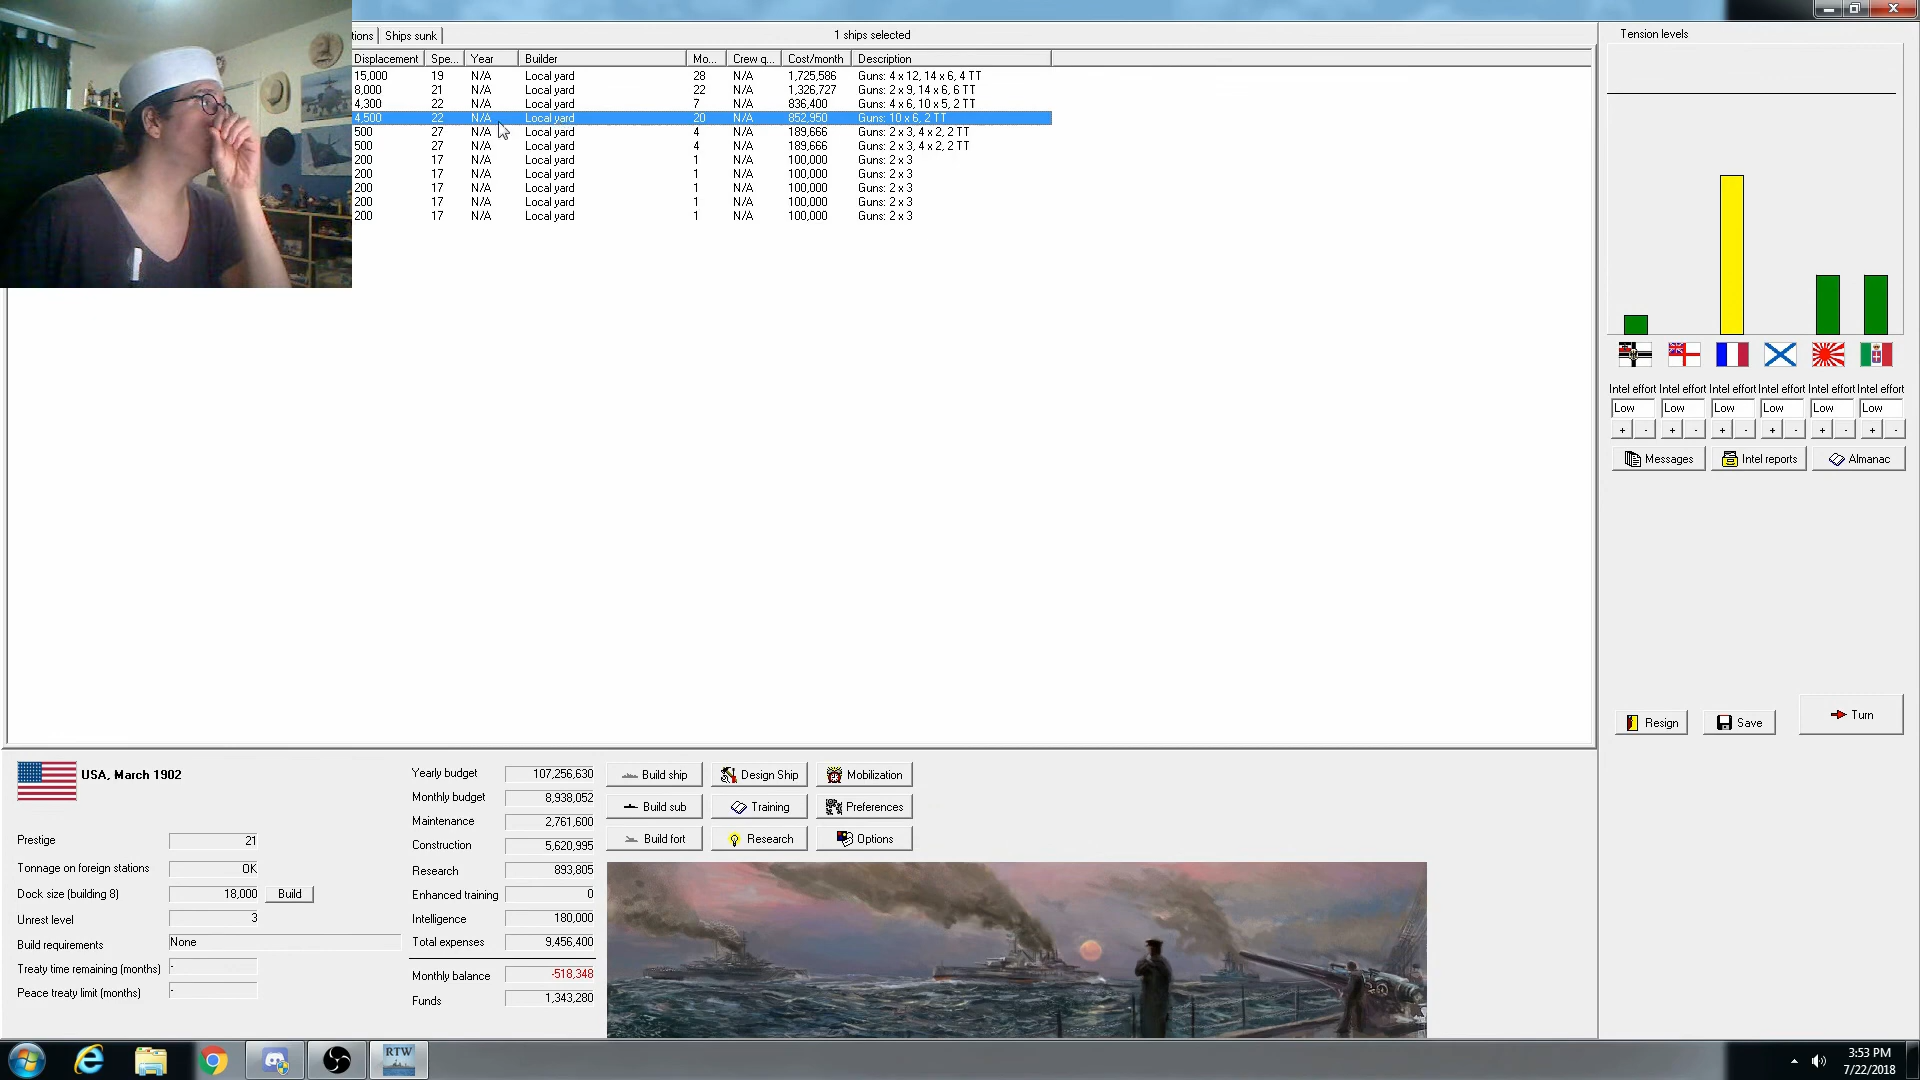 tions Ships sunk 1 ships selected Tension levels
Displacement Spe... Year Builder Mo... Crew q... Cost/month Description
15,000 19 N/A Local yard 28 N/A 1,725,586 Guns: 4 x 12, 14 x 6, 4 TT
8,000 21 N/A Local yard 22 N/A 1,326,727 Guns: 2 x 9, 14 x 6, 6 TT
4,300 22 N/A Local yard 7 N/A 836,400 Guns: 4 x 6, 10 x 5, 2 TT
4,500 22 N/A Local yard 20 N/A 852,950 Guns: 10 x 6, 2 TT
500 27 N/A Local yard 4 N/A 189,666 Guns: 2 x 3, 4 x 2, 2 TT
500 27 N/A Local yard 4 N/A 189,666 Guns: 2 x 3, 4 x 2, 2 TT
200 17 N/A Local yard 1 N/A 100,000 Guns: 2 x 3
200 17 N/A Local yard 1 N/A 100,000 Guns: 2 x 3
200 17 N/A Local yard 1 N/A 100,000 Guns: 2 x 3
200 17 N/A Local yard 1 N/A 100,000 Guns: 2 x 3
200 17 N/A Local yard 1 N/A 100,000 Guns: 2 x 3
Intel effort Intel effort Intel effort Intel effort Intel effort Intel effort
Low Low Low Low Low Low
+ - + - + - + - + - + -
Messages Intel reports Almanac
Resign Save Turn
USA, March 1902
Prestige 21
Tonnage on foreign stations OK
Dock size (building 8) 18,000 Build
Unrest level 3
Build requirements None
Treaty time remaining (months) -
Peace treaty limit (months) -
Yearly budget 107,256,630
Monthly budget 8,938,052
Maintenance 2,761,600
Construction 5,620,995
Research 893,805
Enhanced training 0
Intelligence 180,000
Total expenses 9,456,400
Monthly balance -518,348
Funds 1,343,280
Build ship Design Ship Mobilization
Build sub Training Preferences
Build fort Research Options
RTW
3:53 PM
7/22/2018